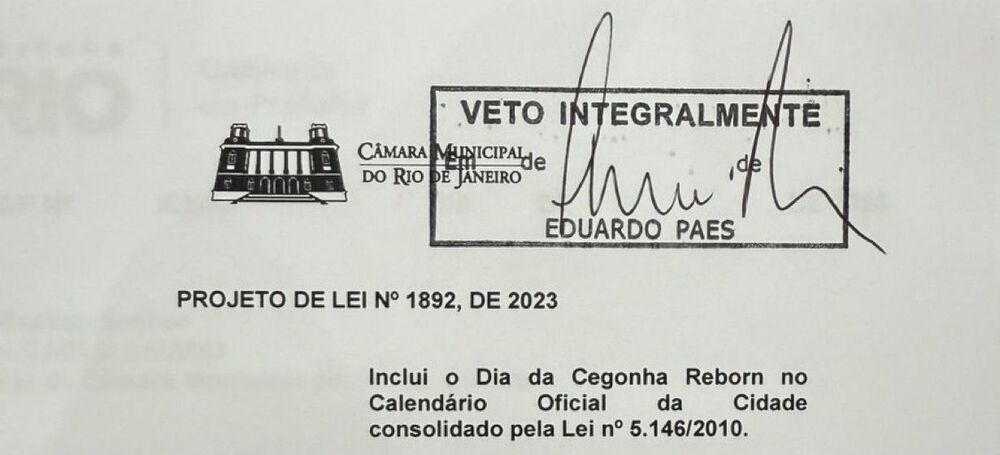 VETO INTEGRALMENTE
CÂMARA MUNICIPAL
DO RIO DE JANEIRO
Em de de
EDUARDO PAES
PROJETO DE LEI Nº 1892, DE 2023
Inclui o Dia da Cegonha Reborn no
Calendário Oficial da Cidade
consolidado pela Lei nº 5.146/2010.